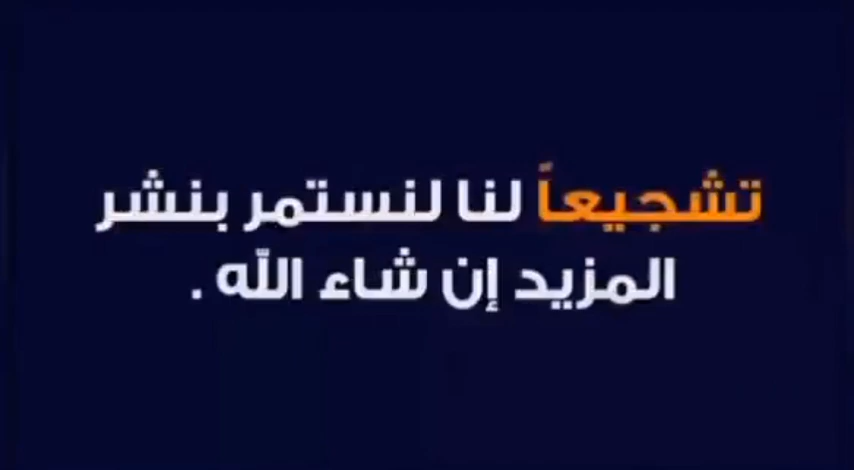 تشجيعاً لنا لنستمر بنشر
المزيد إن شاء الله .